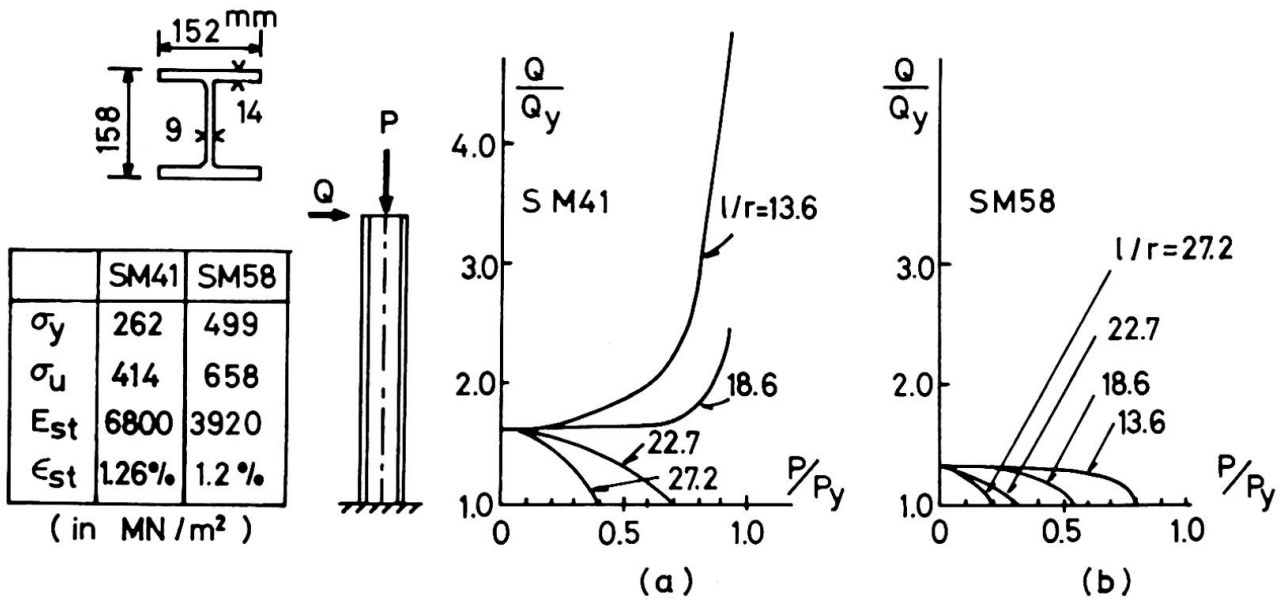 152 mm
158
9
14
P
Q
SM41 SM58
σy 262 499
σu 414 658
Est 6800 3920
εst 1.26% 1.2%
(in MN/m²)
Q/Qy
4.0
3.0
2.0
1.0
SM41
l/r=13.6
18.6
22.7
27.2
P/Py
0 0.5 1.0
(a)
Q/Qy
3.0
2.0
1.0
SM58
l/r=27.2
22.7
18.6
13.6
P/Py
0 0.5 1.0
(b)